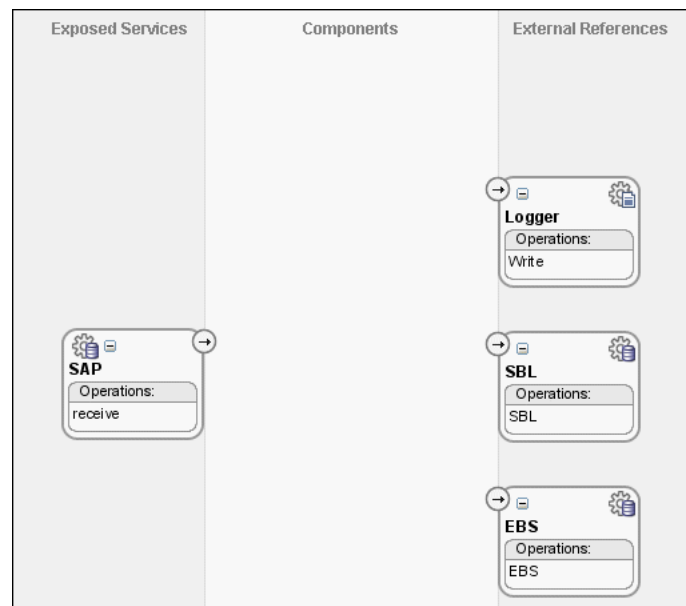 Exposed Services
Components
External References
Logger
Operations:
Write
SAP
Operations:
receive
SBL
Operations:
SBL
EBS
Operations:
EBS